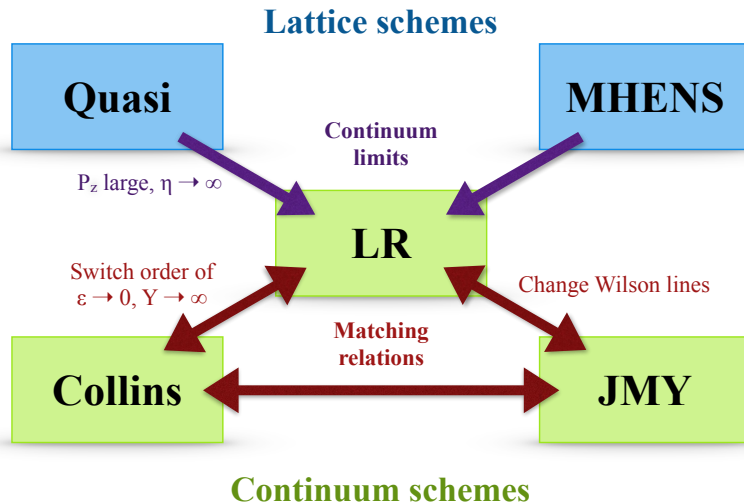 Lattice schemes
Quasi
MHENS
Continuum
limits
P_z large, η → ∞
LR
Switch order of
ε → 0, Y → ∞
Change Wilson lines
Matching
relations
Collins
JMY
Continuum schemes